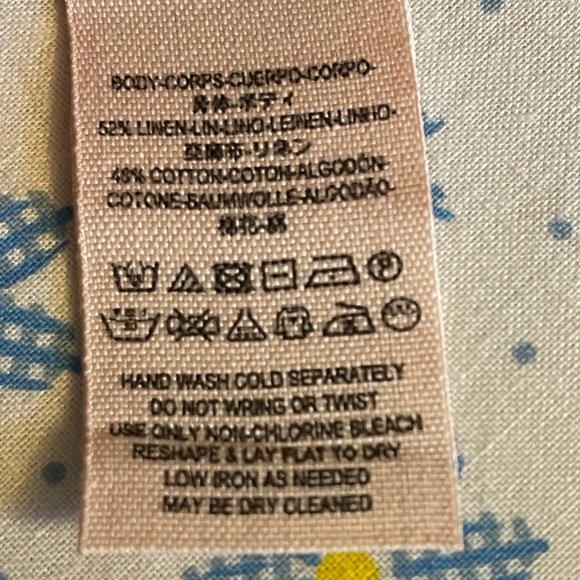 BODY-CORPS-CUERPO-CORPO-
身体-ボディ
52% LINEN-LIN-LINO-LEINEN-LINHO-
亞麻布-リネン
48% COTTON-COTON-ALGODÓN-
COTONE-BAUMWOLLE-ALGODÃO-
棉花-綿
HAND WASH COLD SEPARATELY
DO NOT WRING OR TWIST
USE ONLY NON-CHLORINE BLEACH
RESHAPE & LAY FLAT TO DRY
LOW IRON AS NEEDED
MAY BE DRY CLEANED